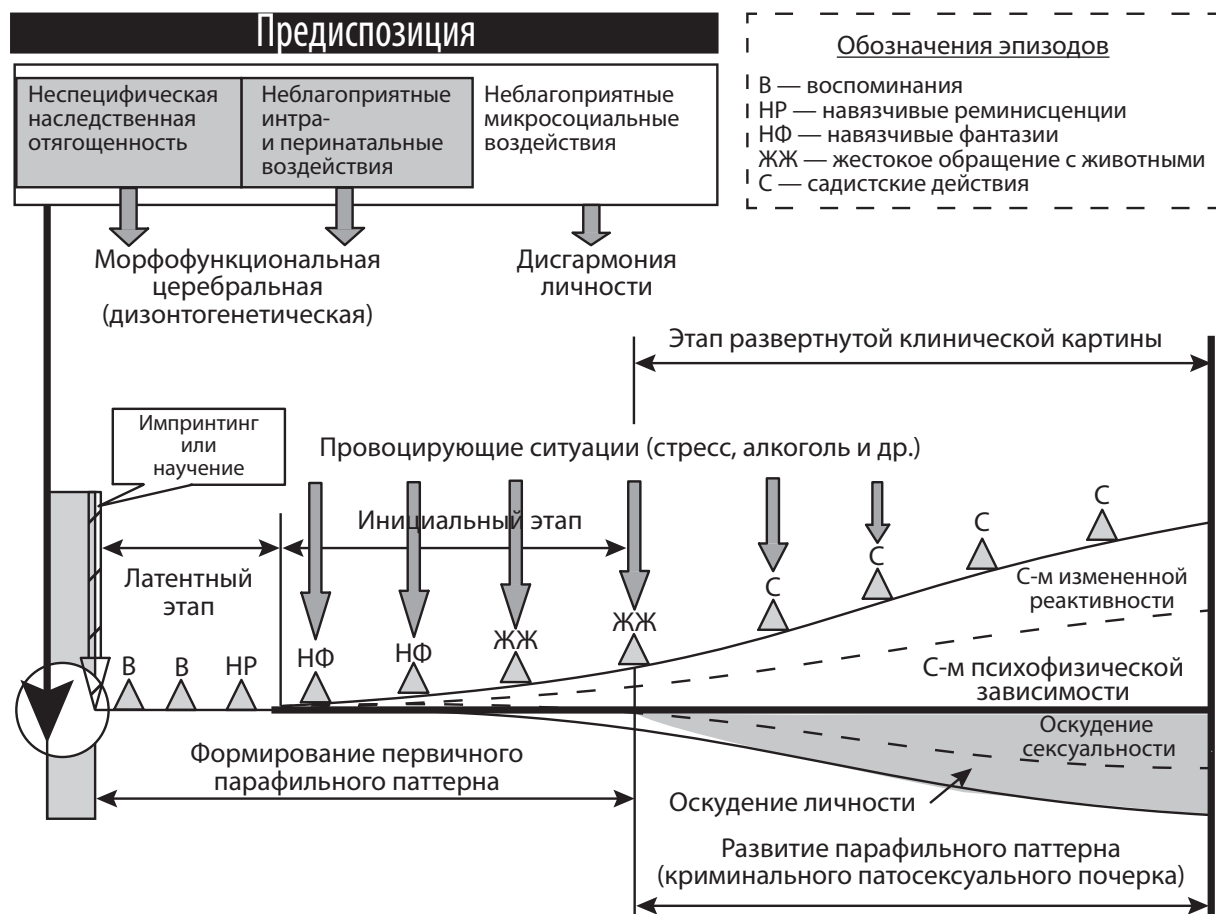 Предиспозиция
Неспецифическая
наследственная
отягощенность
Неблагоприятные
интра-
и перинатальные
воздействия
Неблагоприятные
микросоциальные
воздействия
Обозначения эпизодов
В — воспоминания
НР — навязчивые реминисценции
НФ — навязчивые фантазии
ЖЖ — жестокое обращение с животными
С — садистские действия
Морфофункциональная
церебральная
(дизонтогенетическая)
Дисгармония
личности
Этап развернутой клинической картины
Импринтинг
или
научение
Провоцирующие ситуации (стресс, алкоголь и др.)
Инициальный этап
Латентный
этап
В
В
НР
НФ
НФ
ЖЖ
ЖЖ
С
С
С
С
С-м измененной
реактивности
С-м психофизической
зависимости
Оскудение
сексуальности
Формирование первичного
парафильного паттерна
Оскудение личности
Развитие парафильного паттерна
(криминального патосексуального почерка)